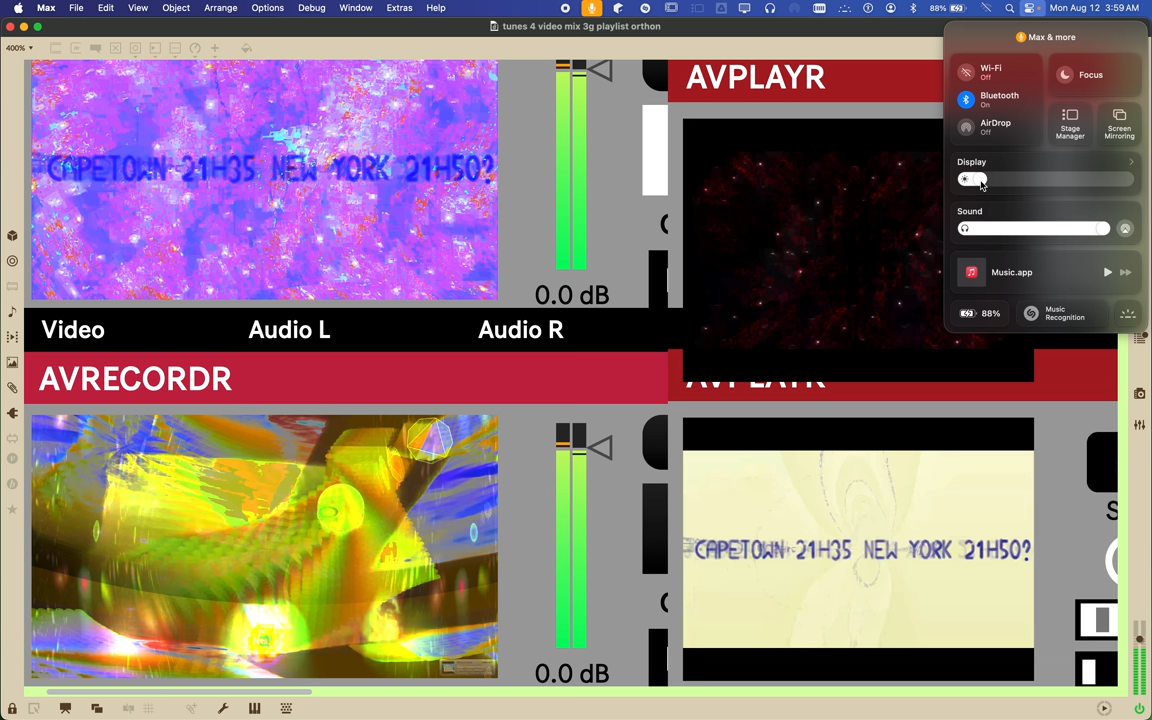 Max File Edit View Object Arrange Options Debug Window Extras Help
88% Mon Aug 12 3:59 AM
tunes 4 video mix 3g playlist orthon
400%
Max & more
Wi-Fi
Off
Focus
Bluetooth
On
AirDrop
Off
Stage
Manager
Screen
Mirroring
Display
Sound
Music.app
88%
Music
Recognition
AVPLAYR
CAPETOWN 21H35 NEW YORK 21H50?
0.0 dB
Video Audio L Audio R
AVRECORDR
AVPLAYR
CAPETOWN 21H35 NEW YORK 21H50?
0.0 dB